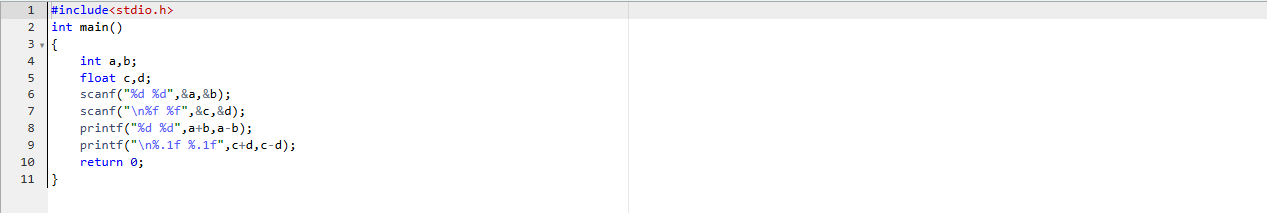 1 #include<stdio.h>
2 int main()
3 {
4 int a,b;
5 float c,d;
6 scanf("%d %d",&a,&b);
7 scanf("\n%f %f",&c,&d);
8 printf("%d %d",a+b,a-b);
9 printf("\n%.1f %.1f",c+d,c-d);
10 return 0;
11 }